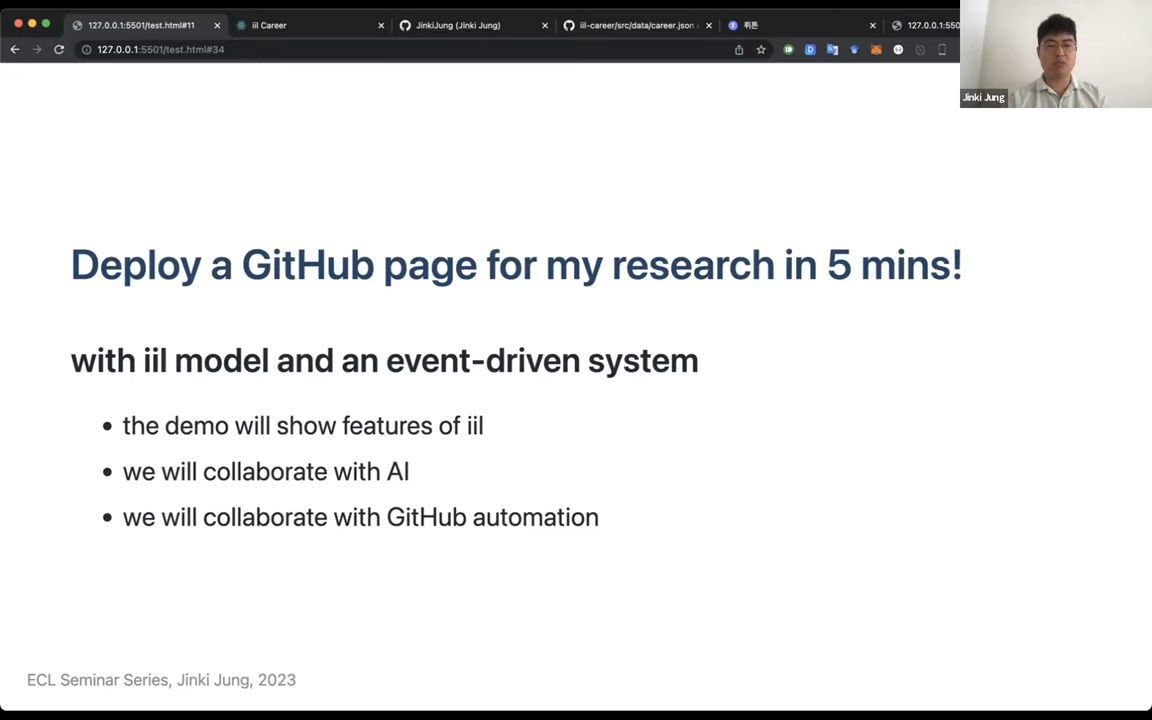 127.0.0.1:5501/test.html#11
iil Career
JinkiJung (Jinki Jung)
iil-career/src/data/career.json
뤼튼
127.0.0.1:550
127.0.0.1:5501/test.html#34
Jinki Jung
Deploy a GitHub page for my research in 5 mins!
with iil model and an event-driven system
• the demo will show features of iil
• we will collaborate with AI
• we will collaborate with GitHub automation
ECL Seminar Series, Jinki Jung, 2023